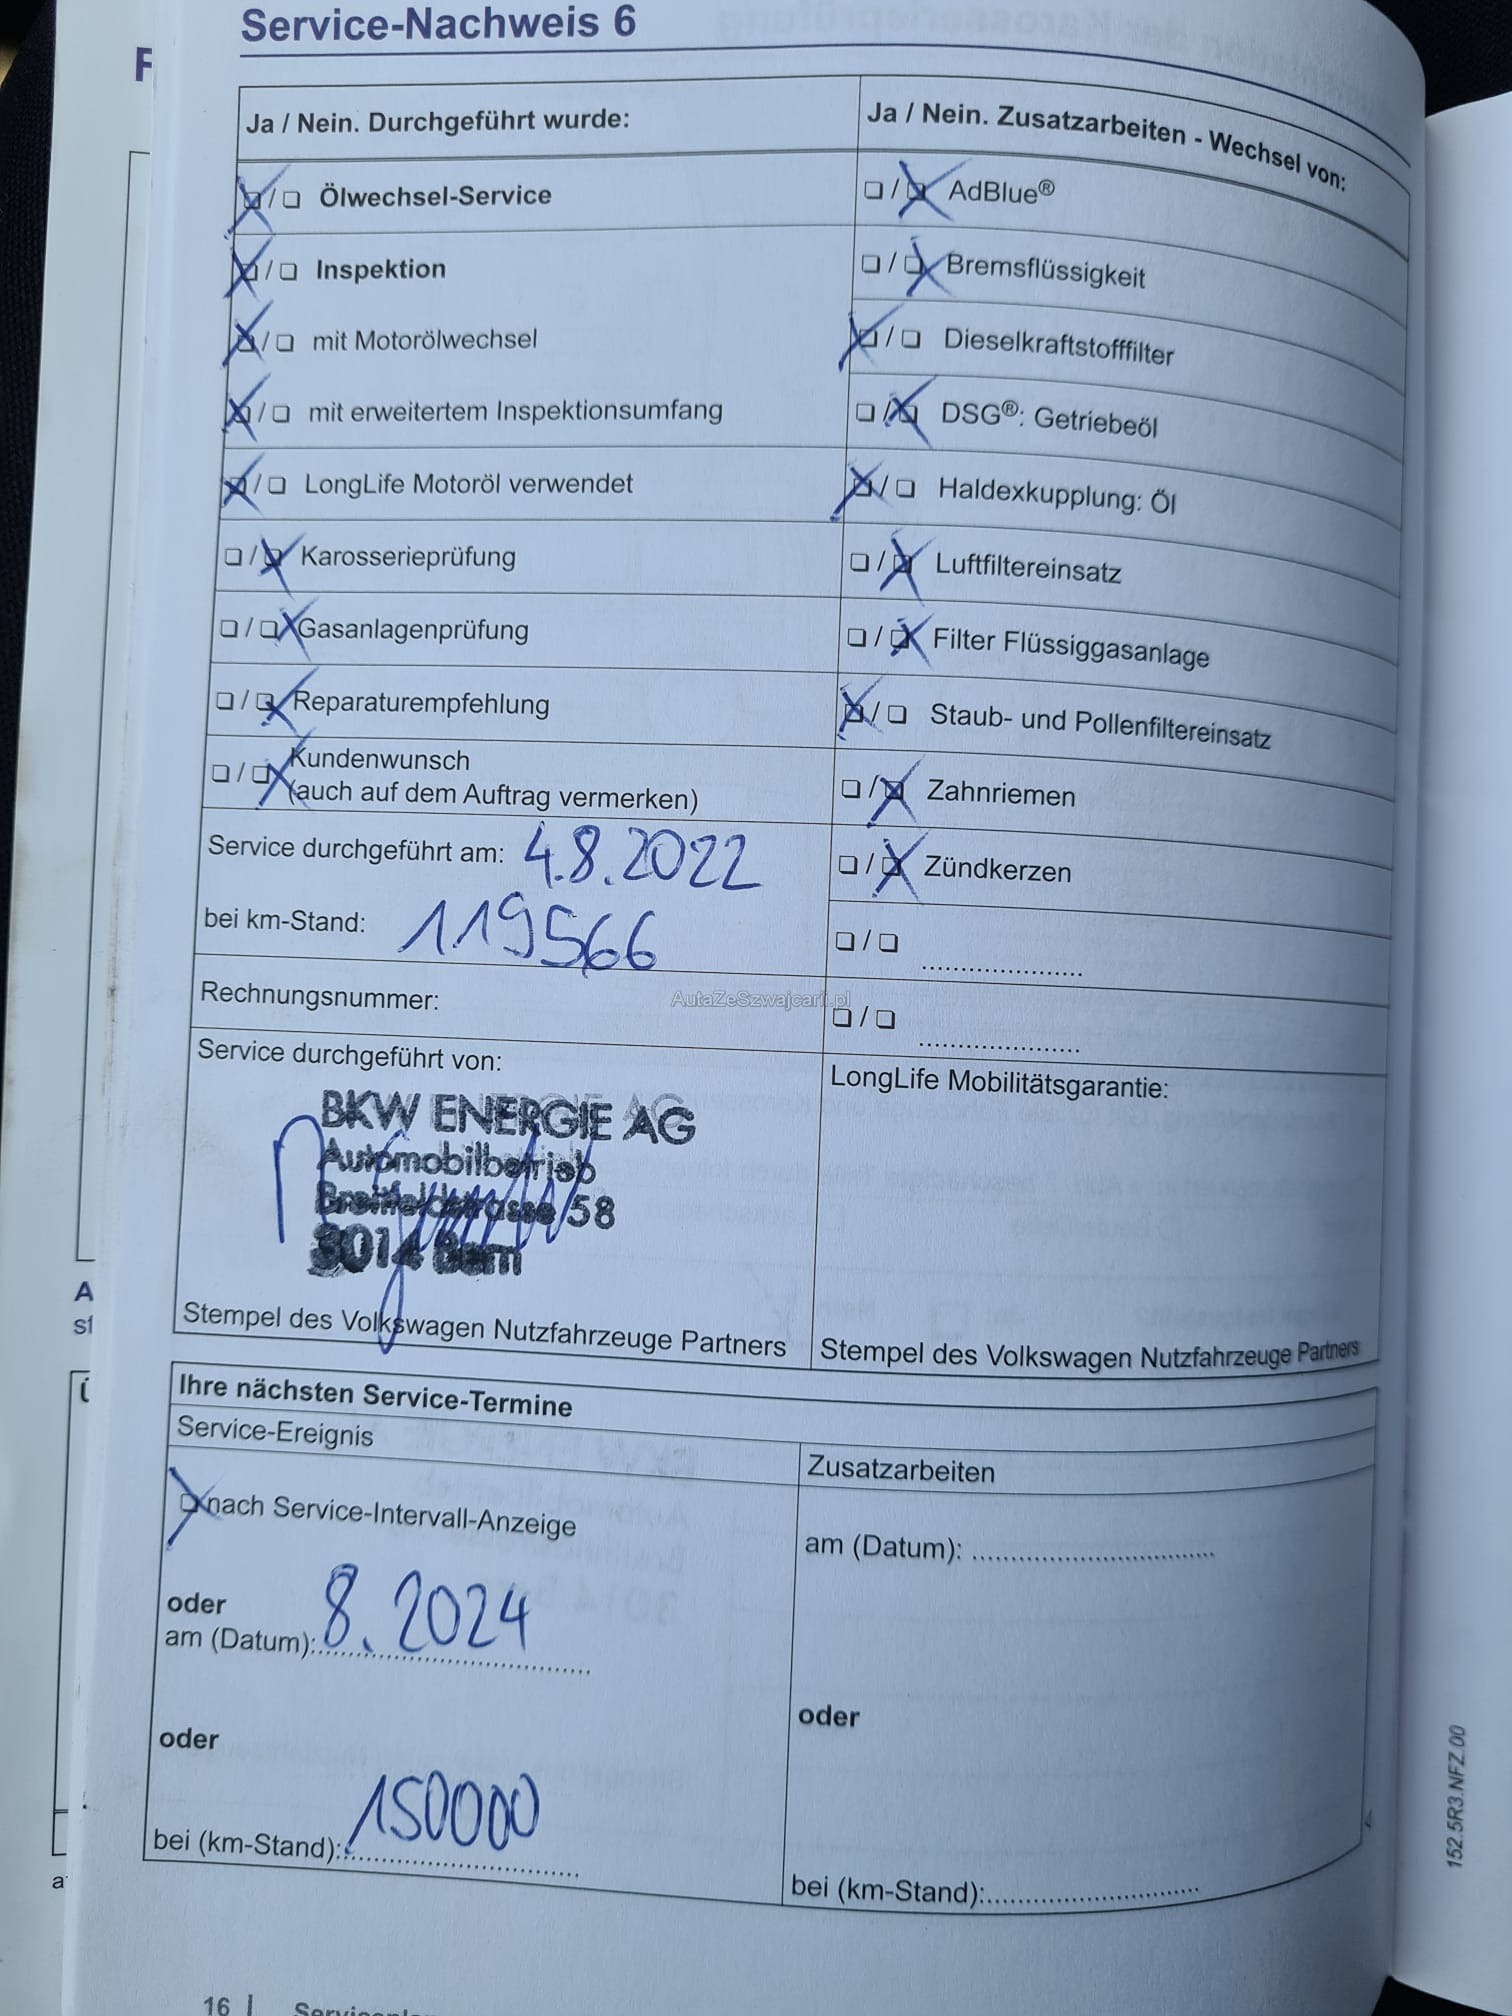 Service-Nachweis 6
Ja / Nein. Durchgeführt wurde:
Ölwechsel-Service
Inspektion
mit Motorölwechsel
mit erweitertem Inspektionsumfang
LongLife Motoröl verwendet
Karosserieprüfung
Gasanlagenprüfung
Reparaturempfehlung
Kundenwunsch
(auch auf dem Auftrag vermerken)
Service durchgeführt am: 4.8.2022
bei km-Stand: 119566
Rechnungsnummer:
Service durchgeführt von:
BKW ENERGIE AG
Automobilbetrieb
Breitfeldstrasse 58
3014 Bern
Stempel des Volkswagen Nutzfahrzeuge Partners
Ja / Nein. Zusatzarbeiten - Wechsel von:
AdBlue®
Bremsflüssigkeit
Dieselkraftstofffilter
DSG®: Getriebeöl
Haldexkupplung: Öl
Luftfiltereinsatz
Filter Flüssiggasanlage
Staub- und Pollenfiltereinsatz
Zahnriemen
Zündkerzen
LongLife Mobilitätsgarantie:
Stempel des Volkswagen Nutzfahrzeuge Partners
AutaZeSzwajcarii.pl
Ihre nächsten Service-Termine
Service-Ereignis
nach Service-Intervall-Anzeige
oder
am (Datum): 8.2024
oder
bei (km-Stand): 150000
Zusatzarbeiten
am (Datum):
oder
bei (km-Stand):
152.5R3.NFZ.00
16